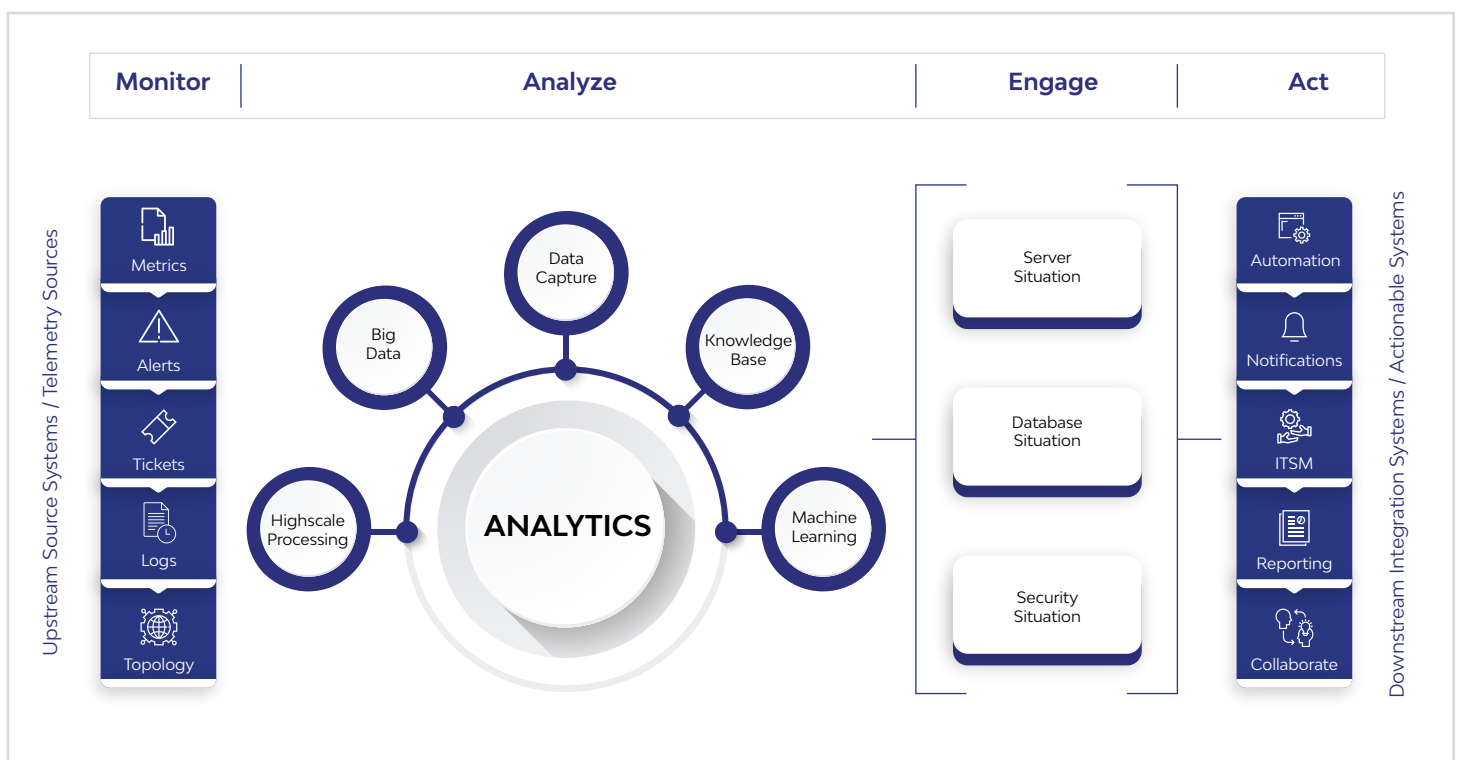 Monitor
Analyze
Engage
Act
Upstream Source Systems / Telemetry Sources
Metrics
Alerts
Tickets
Logs
Topology
Highscale
Processing
Big
Data
Data
Capture
Knowledge
Base
Machine
Learning
ANALYTICS
Server
Situation
Database
Situation
Security
Situation
Automation
Notifications
ITSM
Reporting
Collaborate
Downstream Integration Systems / Actionable Systems